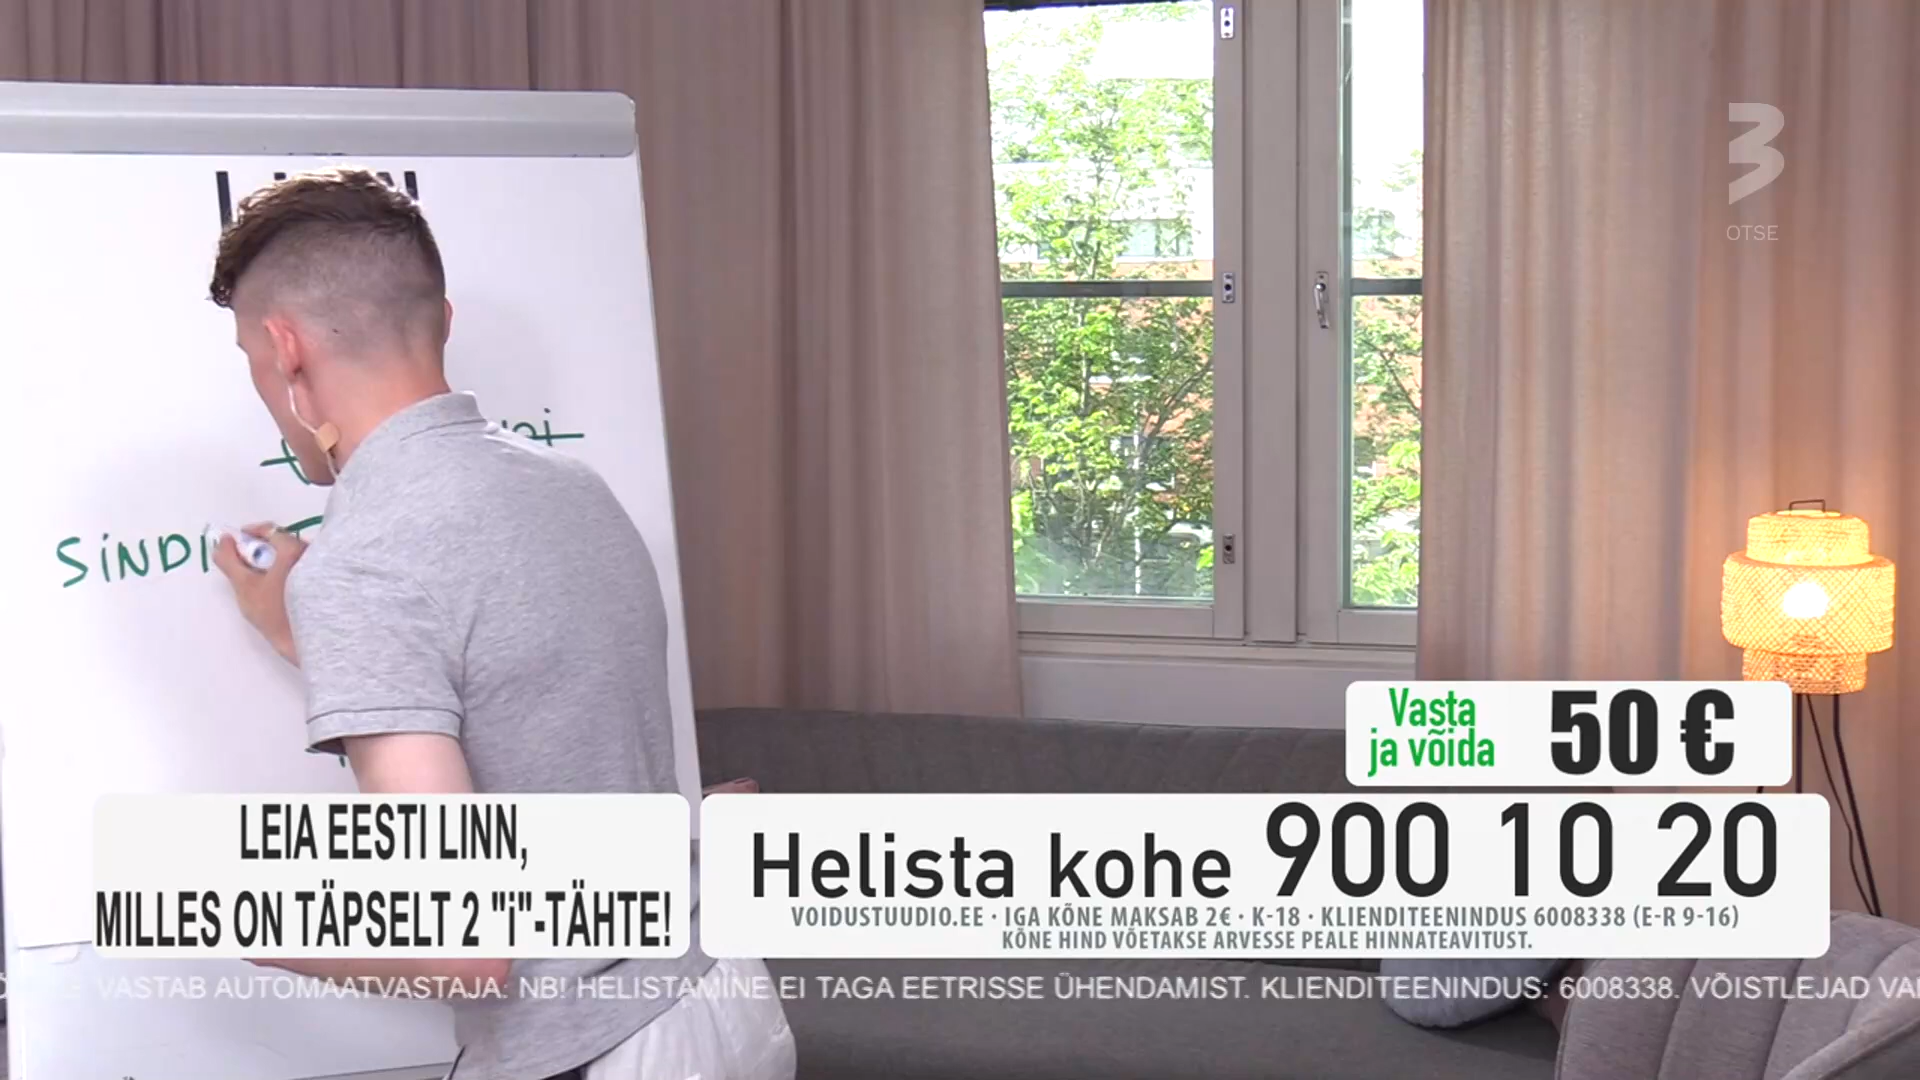 3
OTSE
SiNDi
Vasta
ja võida
50 €
LEIA EESTI LINN,
MILLES ON TÄPSELT 2 "i"-TÄHTE!
Helista kohe 900 10 20
VOIDUSTUUDIO.EE · IGA KÕNE MAKSAB 2€ · K-18 · KLIENDITEENINDUS 6008338 (E-R 9-16)
KÕNE HIND VÕETAKSE ARVESSE PEALE HINNATEAVITUST.
VASTAB AUTOMAATVASTAJA: NB! HELISTAMINE EI TAGA EETRISSE ÜHENDAMIST. KLIENDITEENINDUS: 6008338. VÕISTLEJAD